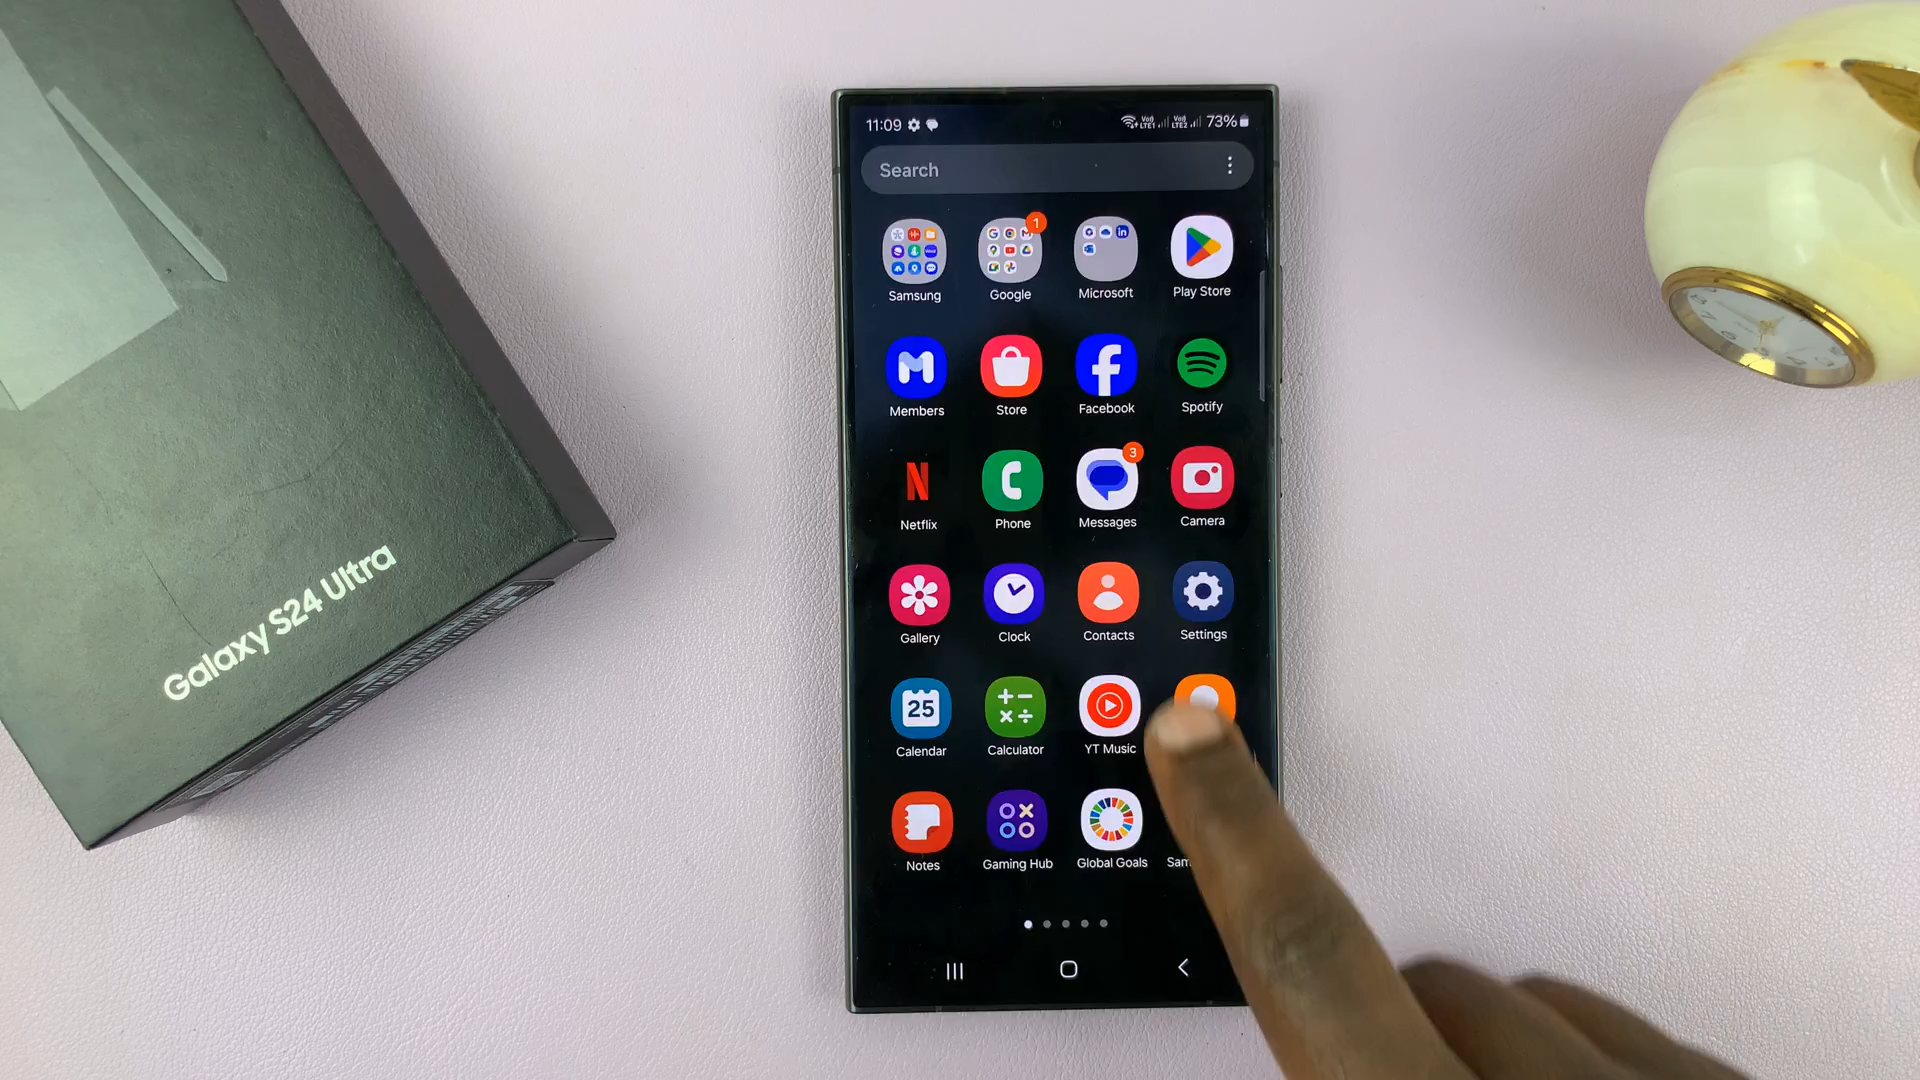 Galaxy S24 Ultra
11:09
73%
Search
1
Samsung
Google
Microsoft
Play Store
Members
Store
Facebook
Spotify
3
Netflix
Phone
Messages
Camera
Gallery
Clock
Contacts
Settings
25
Calendar
Calculator
YT Music
Notes
Gaming Hub
Global Goals